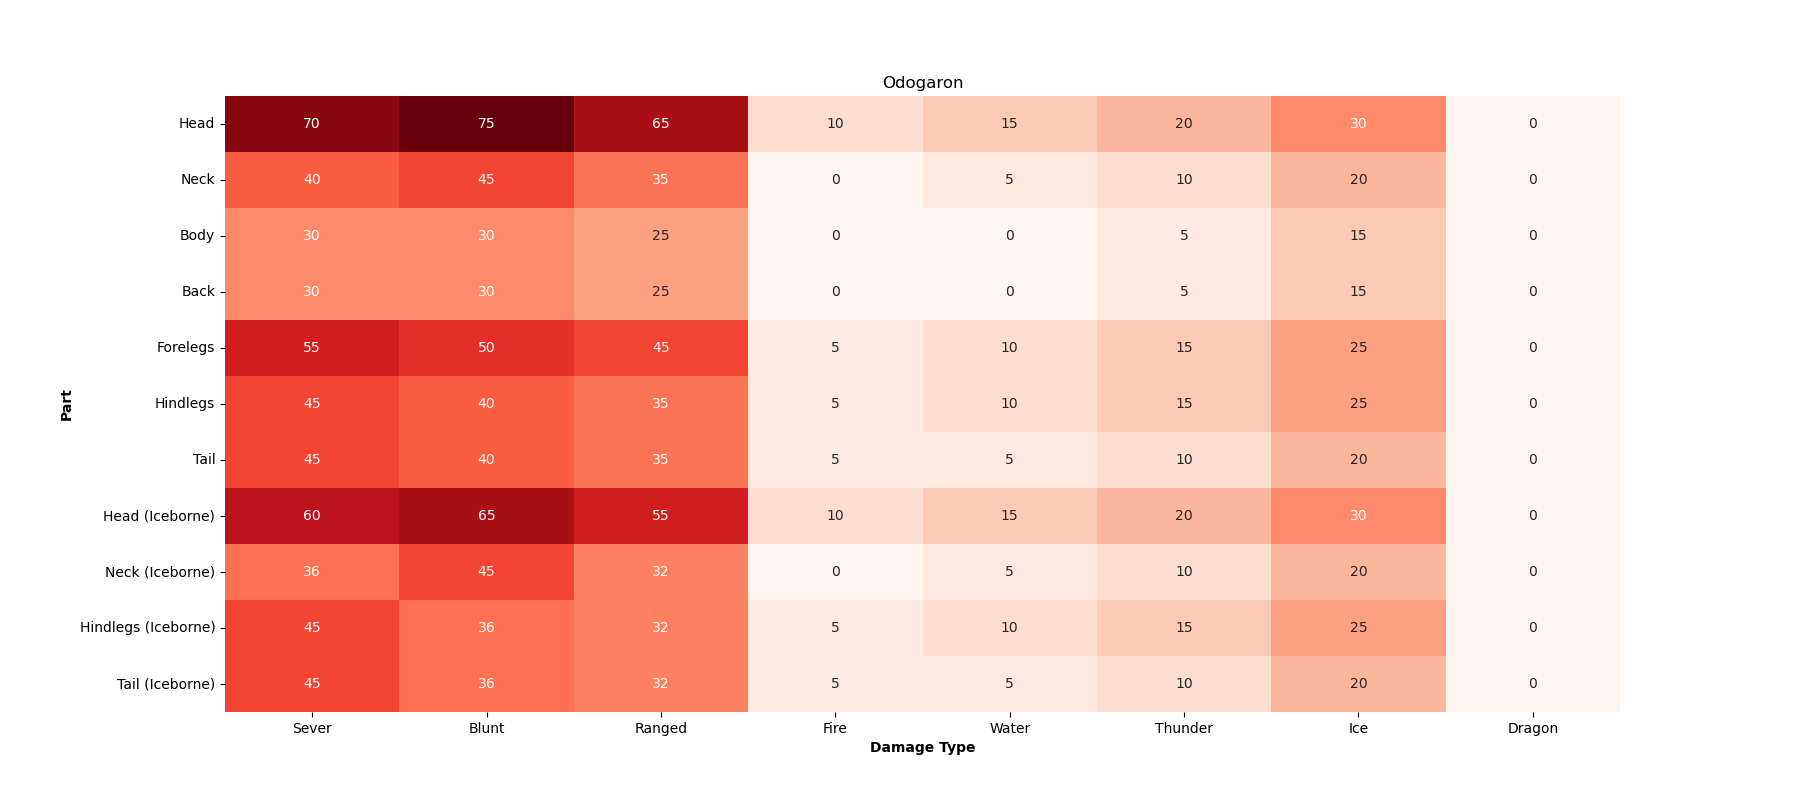 Odogaron
Part
Head 70 75 65 10 15 20 30 0
Neck 40 45 35 0 5 10 20 0
Body 30 30 25 0 0 5 15 0
Back 30 30 25 0 0 5 15 0
Forelegs 55 50 45 5 10 15 25 0
Hindlegs 45 40 35 5 10 15 25 0
Tail 45 40 35 5 5 10 20 0
Head (Iceborne) 60 65 55 10 15 20 30 0
Neck (Iceborne) 36 45 32 0 5 10 20 0
Hindlegs (Iceborne) 45 36 32 5 10 15 25 0
Tail (Iceborne) 45 36 32 5 5 10 20 0
Sever Blunt Ranged Fire Water Thunder Ice Dragon
Damage Type